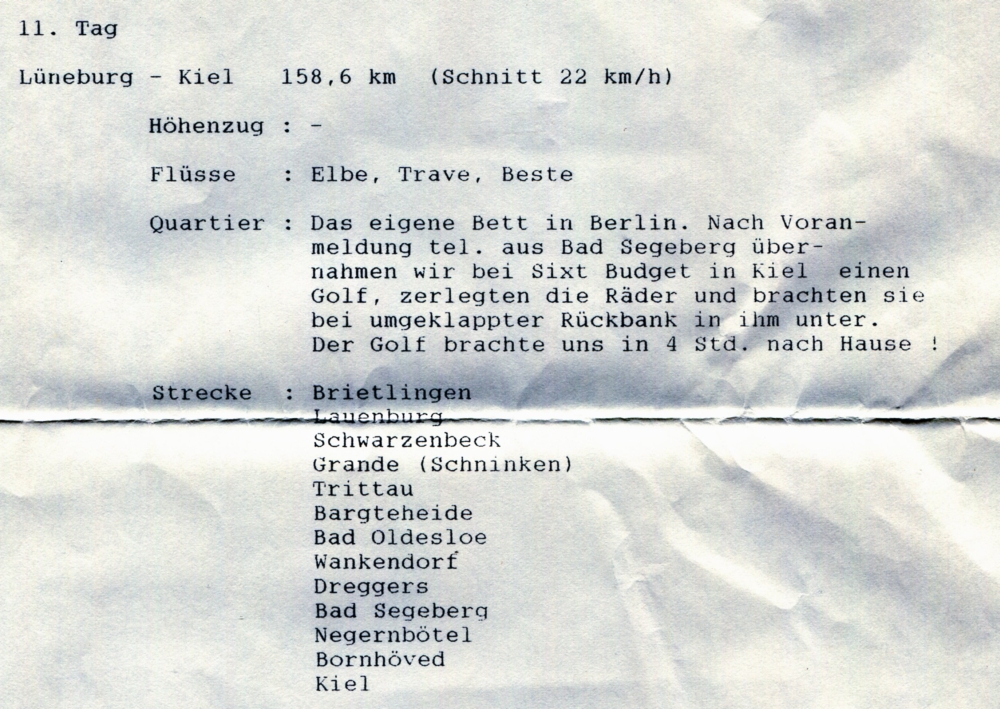 11. Tag
Lüneburg - Kiel 158,6 km (Schnitt 22 km/h)
Höhenzug : -
Flüsse : Elbe, Trave, Beste
Quartier : Das eigene Bett in Berlin. Nach Voran-
meldung tel. aus Bad Segeberg über-
nahmen wir bei Sixt Budget in Kiel einen
Golf, zerlegten die Räder und brachten sie
bei umgeklappter Rückbank in ihm unter.
Der Golf brachte uns in 4 Std. nach Hause !
Strecke : Brietlingen
Lauenburg
Schwarzenbeck
Grande (Schninken)
Trittau
Bargteheide
Bad Oldesloe
Wankendorf
Dreggers
Bad Segeberg
Negernbötel
Bornhöved
Kiel